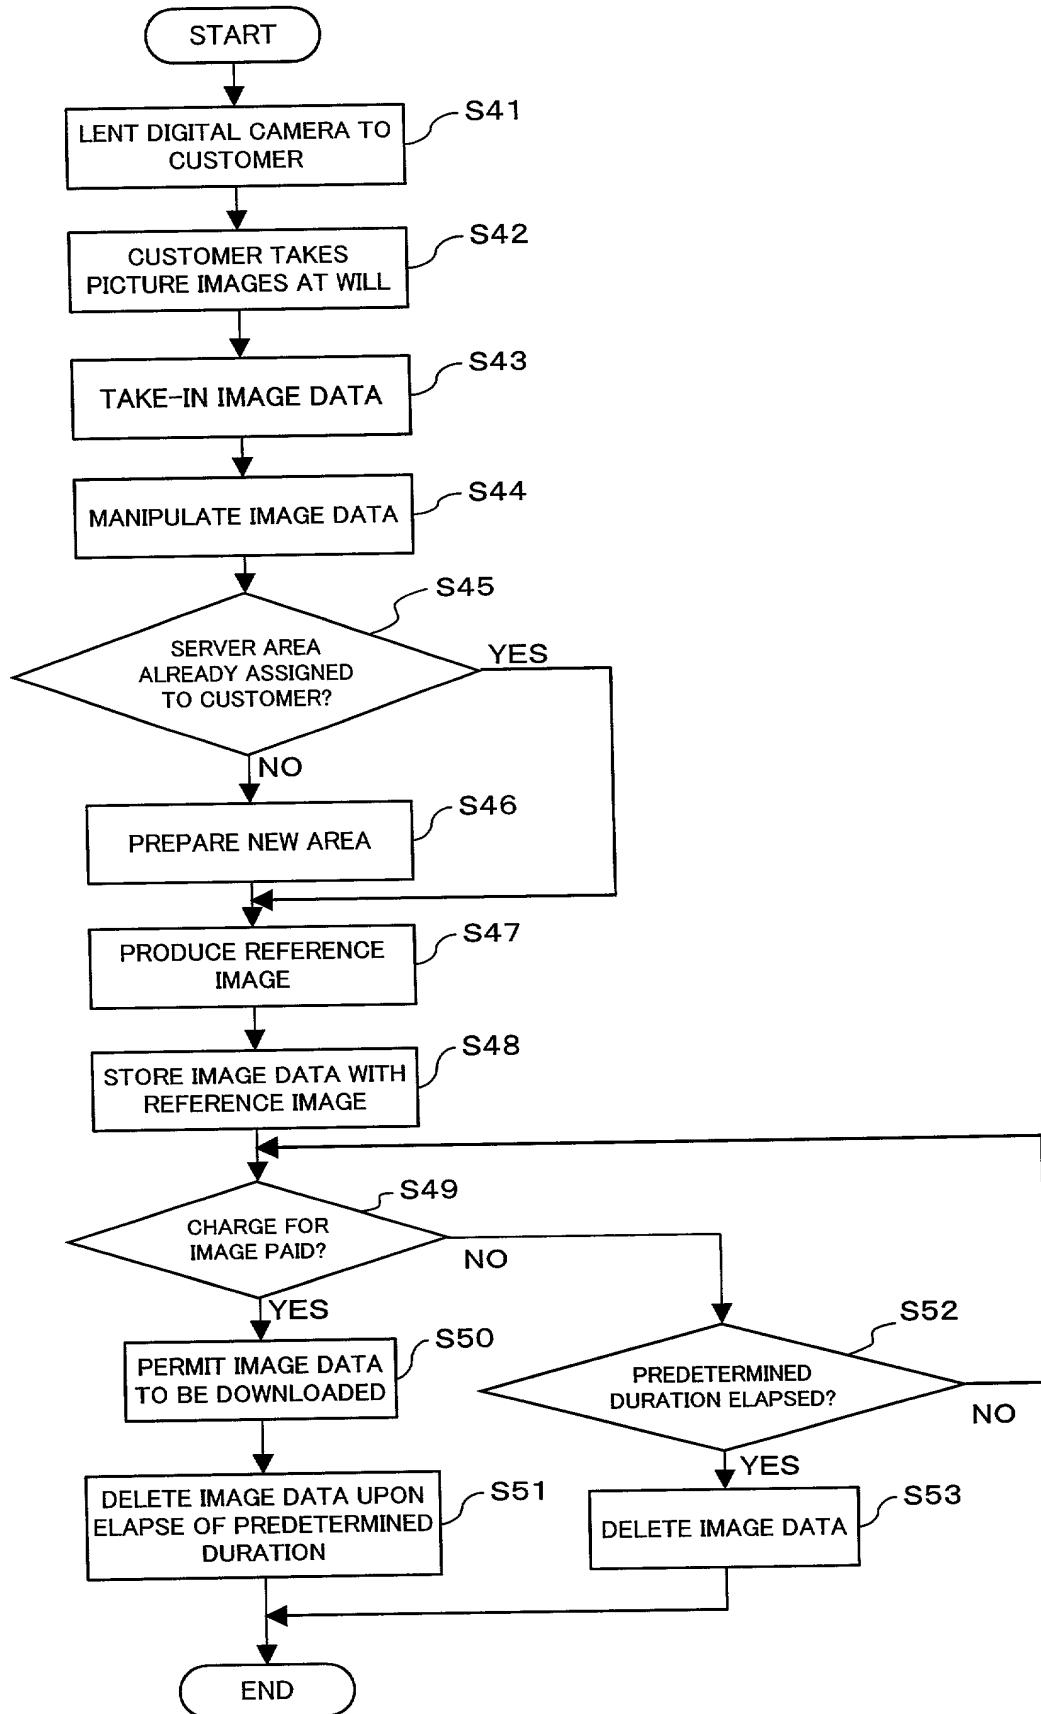 START
S41
LENT DIGITAL CAMERA TO
CUSTOMER
S42
CUSTOMER TAKES
PICTURE IMAGES AT WILL
S43
TAKE-IN IMAGE DATA
S44
MANIPULATE IMAGE DATA
S45
SERVER AREA
ALREADY ASSIGNED
TO CUSTOMER?
YES
NO
S46
PREPARE NEW AREA
S47
PRODUCE REFERENCE
IMAGE
S48
STORE IMAGE DATA WITH
REFERENCE IMAGE
S49
CHARGE FOR
IMAGE PAID?
NO
YES
S50
PERMIT IMAGE DATA
TO BE DOWNLOADED
S52
PREDETERMINED
DURATION ELAPSED?
NO
YES
S51
DELETE IMAGE DATA UPON
ELAPSE OF PREDETERMINED
DURATION
S53
DELETE IMAGE DATA
END